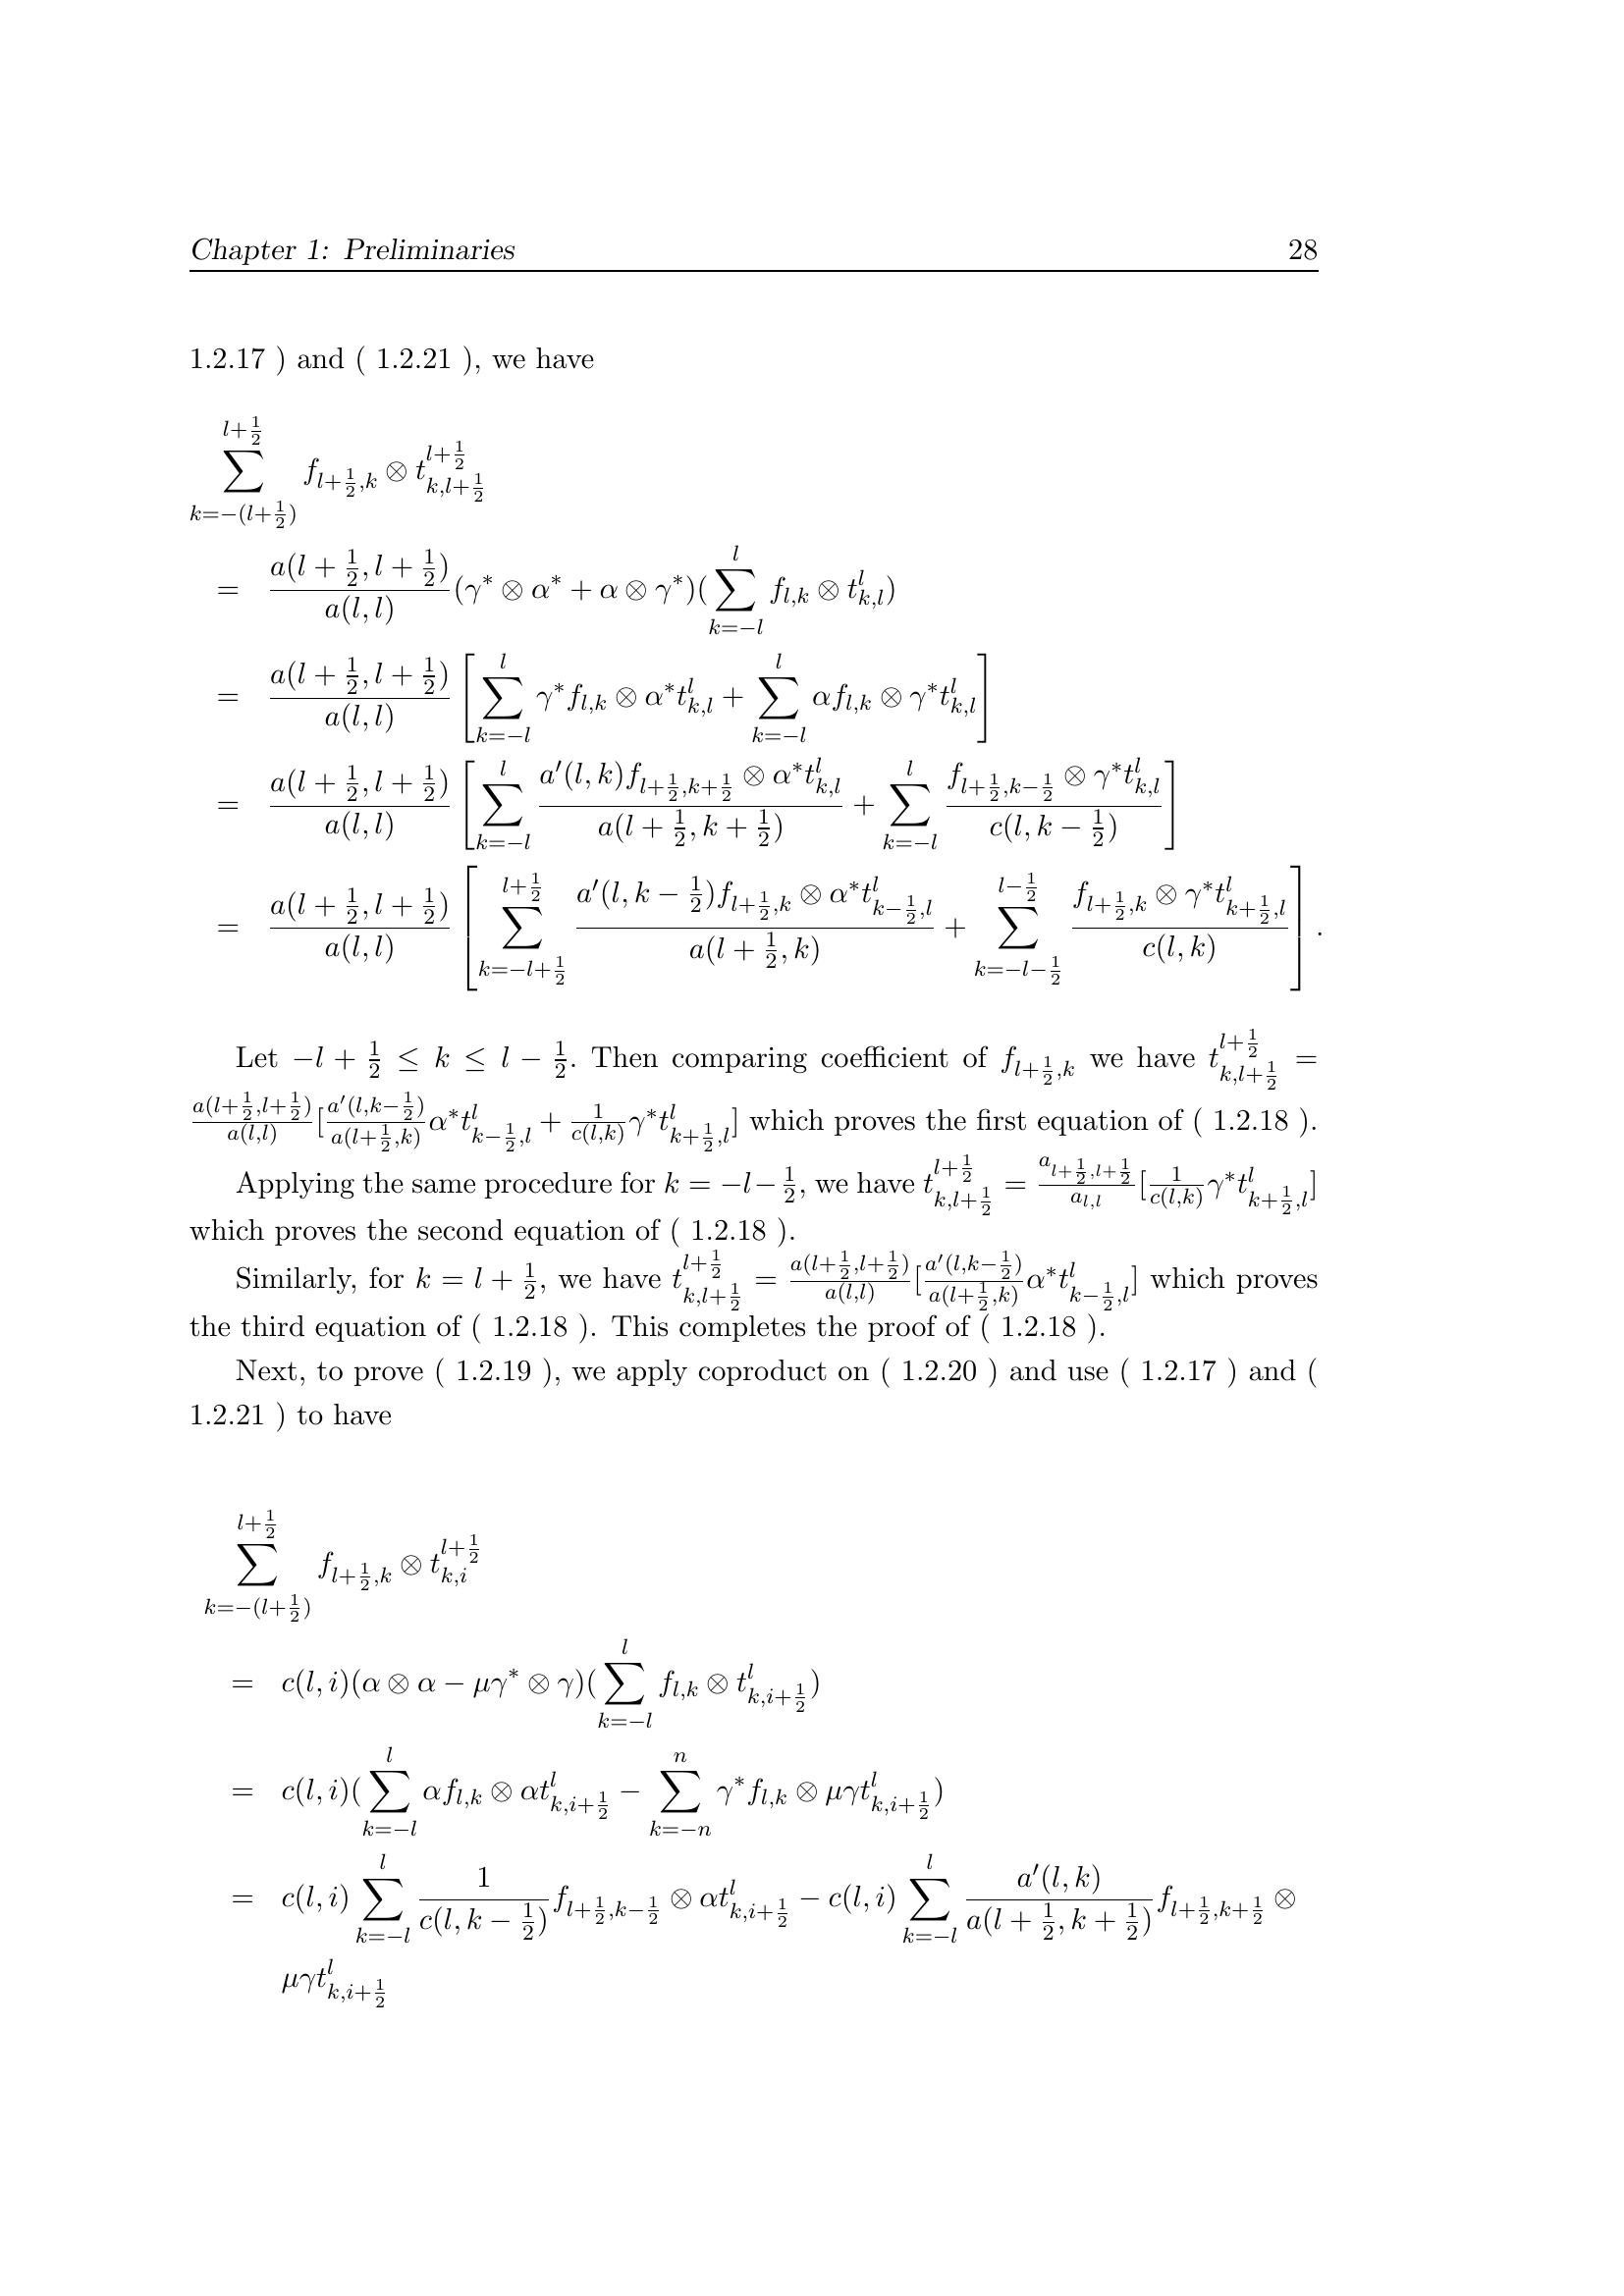 Chapter 1: Preliminaries 28
1.2.17 ) and ( 1.2.21 ), we have
$\sum_{k=-(l+\frac{1}{2})}^{l+\frac{1}{2}} f_{l+\frac{1}{2},k} \otimes t^{l+\frac{1}{2}}_{k,l+\frac{1}{2}}$
$= \frac{a(l+\frac{1}{2},l+\frac{1}{2})}{a(l,l)} (\gamma^* \otimes \alpha^* + \alpha \otimes \gamma^*)(\sum_{k=-l}^{l} f_{l,k} \otimes t^l_{k,l})$
$= \frac{a(l+\frac{1}{2},l+\frac{1}{2})}{a(l,l)} \left[ \sum_{k=-l}^{l} \gamma^* f_{l,k} \otimes \alpha^* t^l_{k,l} + \sum_{k=-l}^{l} \alpha f_{l,k} \otimes \gamma^* t^l_{k,l} \right]$
$= \frac{a(l+\frac{1}{2},l+\frac{1}{2})}{a(l,l)} \left[ \sum_{k=-l}^{l} \frac{a'(l,k) f_{l+\frac{1}{2},k+\frac{1}{2}} \otimes \alpha^* t^l_{k,l}}{a(l+\frac{1}{2},k+\frac{1}{2})} + \sum_{k=-l}^{l} \frac{f_{l+\frac{1}{2},k-\frac{1}{2}} \otimes \gamma^* t^l_{k,l}}{c(l,k-\frac{1}{2})} \right]$
$= \frac{a(l+\frac{1}{2},l+\frac{1}{2})}{a(l,l)} \left[ \sum_{k=-l+\frac{1}{2}}^{l+\frac{1}{2}} \frac{a'(l,k-\frac{1}{2}) f_{l+\frac{1}{2},k} \otimes \alpha^* t^l_{k-\frac{1}{2},l}}{a(l+\frac{1}{2},k)} + \sum_{k=-l-\frac{1}{2}}^{l-\frac{1}{2}} \frac{f_{l+\frac{1}{2},k} \otimes \gamma^* t^l_{k+\frac{1}{2},l}}{c(l,k)} \right].$
Let $-l+\frac{1}{2} \leq k \leq l-\frac{1}{2}$. Then comparing coefficient of $f_{l+\frac{1}{2},k}$ we have $t^{l+\frac{1}{2}}_{k,l+\frac{1}{2}} =$
$\frac{a(l+\frac{1}{2},l+\frac{1}{2})}{a(l,l)} [\frac{a'(l,k-\frac{1}{2})}{a(l+\frac{1}{2},k)} \alpha^* t^l_{k-\frac{1}{2},l} + \frac{1}{c(l,k)} \gamma^* t^l_{k+\frac{1}{2},l}]$ which proves the first equation of ( 1.2.18 ).
Applying the same procedure for $k = -l-\frac{1}{2}$, we have $t^{l+\frac{1}{2}}_{k,l+\frac{1}{2}} = \frac{a_{l+\frac{1}{2},l+\frac{1}{2}}}{a_{l,l}} [\frac{1}{c(l,k)} \gamma^* t^l_{k+\frac{1}{2},l}]$
which proves the second equation of ( 1.2.18 ).
Similarly, for $k = l+\frac{1}{2}$, we have $t^{l+\frac{1}{2}}_{k,l+\frac{1}{2}} = \frac{a(l+\frac{1}{2},l+\frac{1}{2})}{a(l,l)} [\frac{a'(l,k-\frac{1}{2})}{a(l+\frac{1}{2},k)} \alpha^* t^l_{k-\frac{1}{2},l}]$ which proves
the third equation of ( 1.2.18 ). This completes the proof of ( 1.2.18 ).
Next, to prove ( 1.2.19 ), we apply coproduct on ( 1.2.20 ) and use ( 1.2.17 ) and (
1.2.21 ) to have
$\sum_{k=-(l+\frac{1}{2})}^{l+\frac{1}{2}} f_{l+\frac{1}{2},k} \otimes t^{l+\frac{1}{2}}_{k,i}$
$= c(l,i)(\alpha \otimes \alpha - \mu\gamma^* \otimes \gamma)(\sum_{k=-l}^{l} f_{l,k} \otimes t^l_{k,i+\frac{1}{2}})$
$= c(l,i)(\sum_{k=-l}^{l} \alpha f_{l,k} \otimes \alpha t^l_{k,i+\frac{1}{2}} - \sum_{k=-n}^{n} \gamma^* f_{l,k} \otimes \mu\gamma t^l_{k,i+\frac{1}{2}})$
$= c(l,i) \sum_{k=-l}^{l} \frac{1}{c(l,k-\frac{1}{2})} f_{l+\frac{1}{2},k-\frac{1}{2}} \otimes \alpha t^l_{k,i+\frac{1}{2}} - c(l,i) \sum_{k=-l}^{l} \frac{a'(l,k)}{a(l+\frac{1}{2},k+\frac{1}{2})} f_{l+\frac{1}{2},k+\frac{1}{2}} \otimes$
$\mu\gamma t^l_{k,i+\frac{1}{2}}$